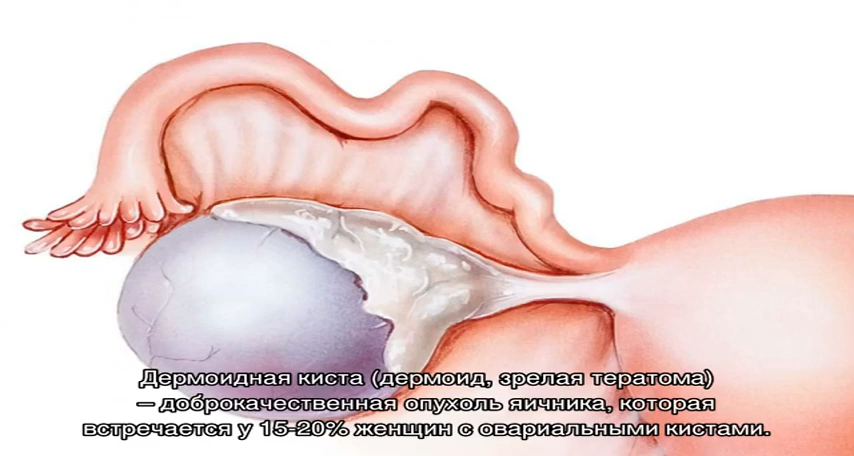 Дермоидная киста (дермоид, зрелая тератома)
– доброкачественная опухоль яичника, которая
встречается у 15-20% женщин с овариальными кистами.